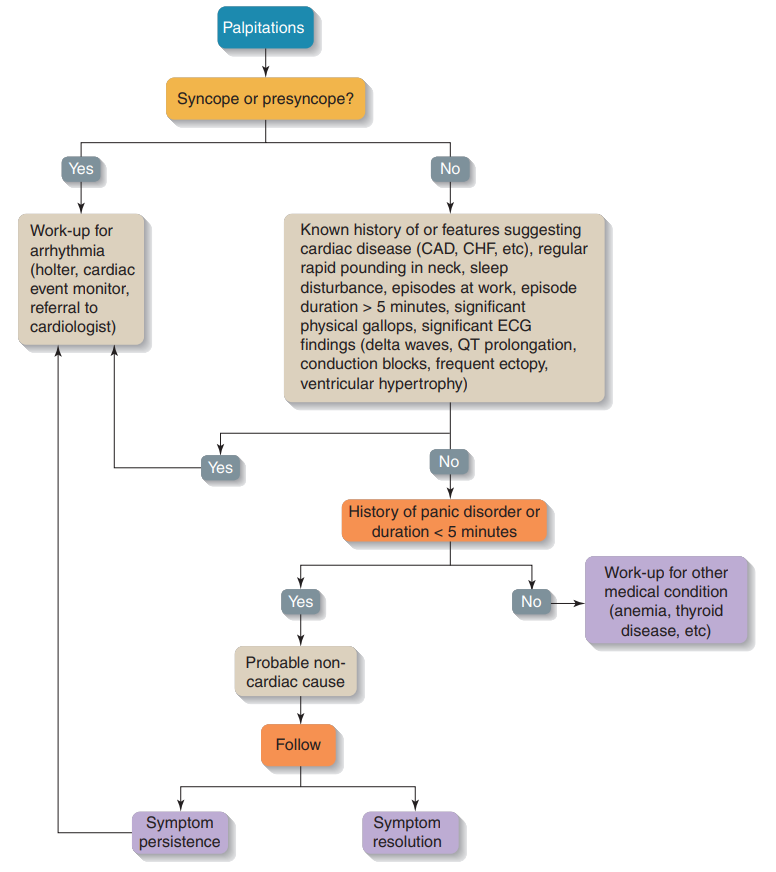 Palpitations
Syncope or presyncope?
Yes
No
Work-up for
arrhythmia
(holter, cardiac
event monitor,
referral to
cardiologist)
Known history of or features suggesting
cardiac disease (CAD, CHF, etc), regular
rapid pounding in neck, sleep
disturbance, episodes at work, episode
duration > 5 minutes, significant
physical gallops, significant ECG
findings (delta waves, QT prolongation,
conduction blocks, frequent ectopy,
ventricular hypertrophy)
Yes
No
History of panic disorder or
duration < 5 minutes
Yes
No
Work-up for other
medical condition
(anemia, thyroid
disease, etc)
Probable non-
cardiac cause
Follow
Symptom
persistence
Symptom
resolution